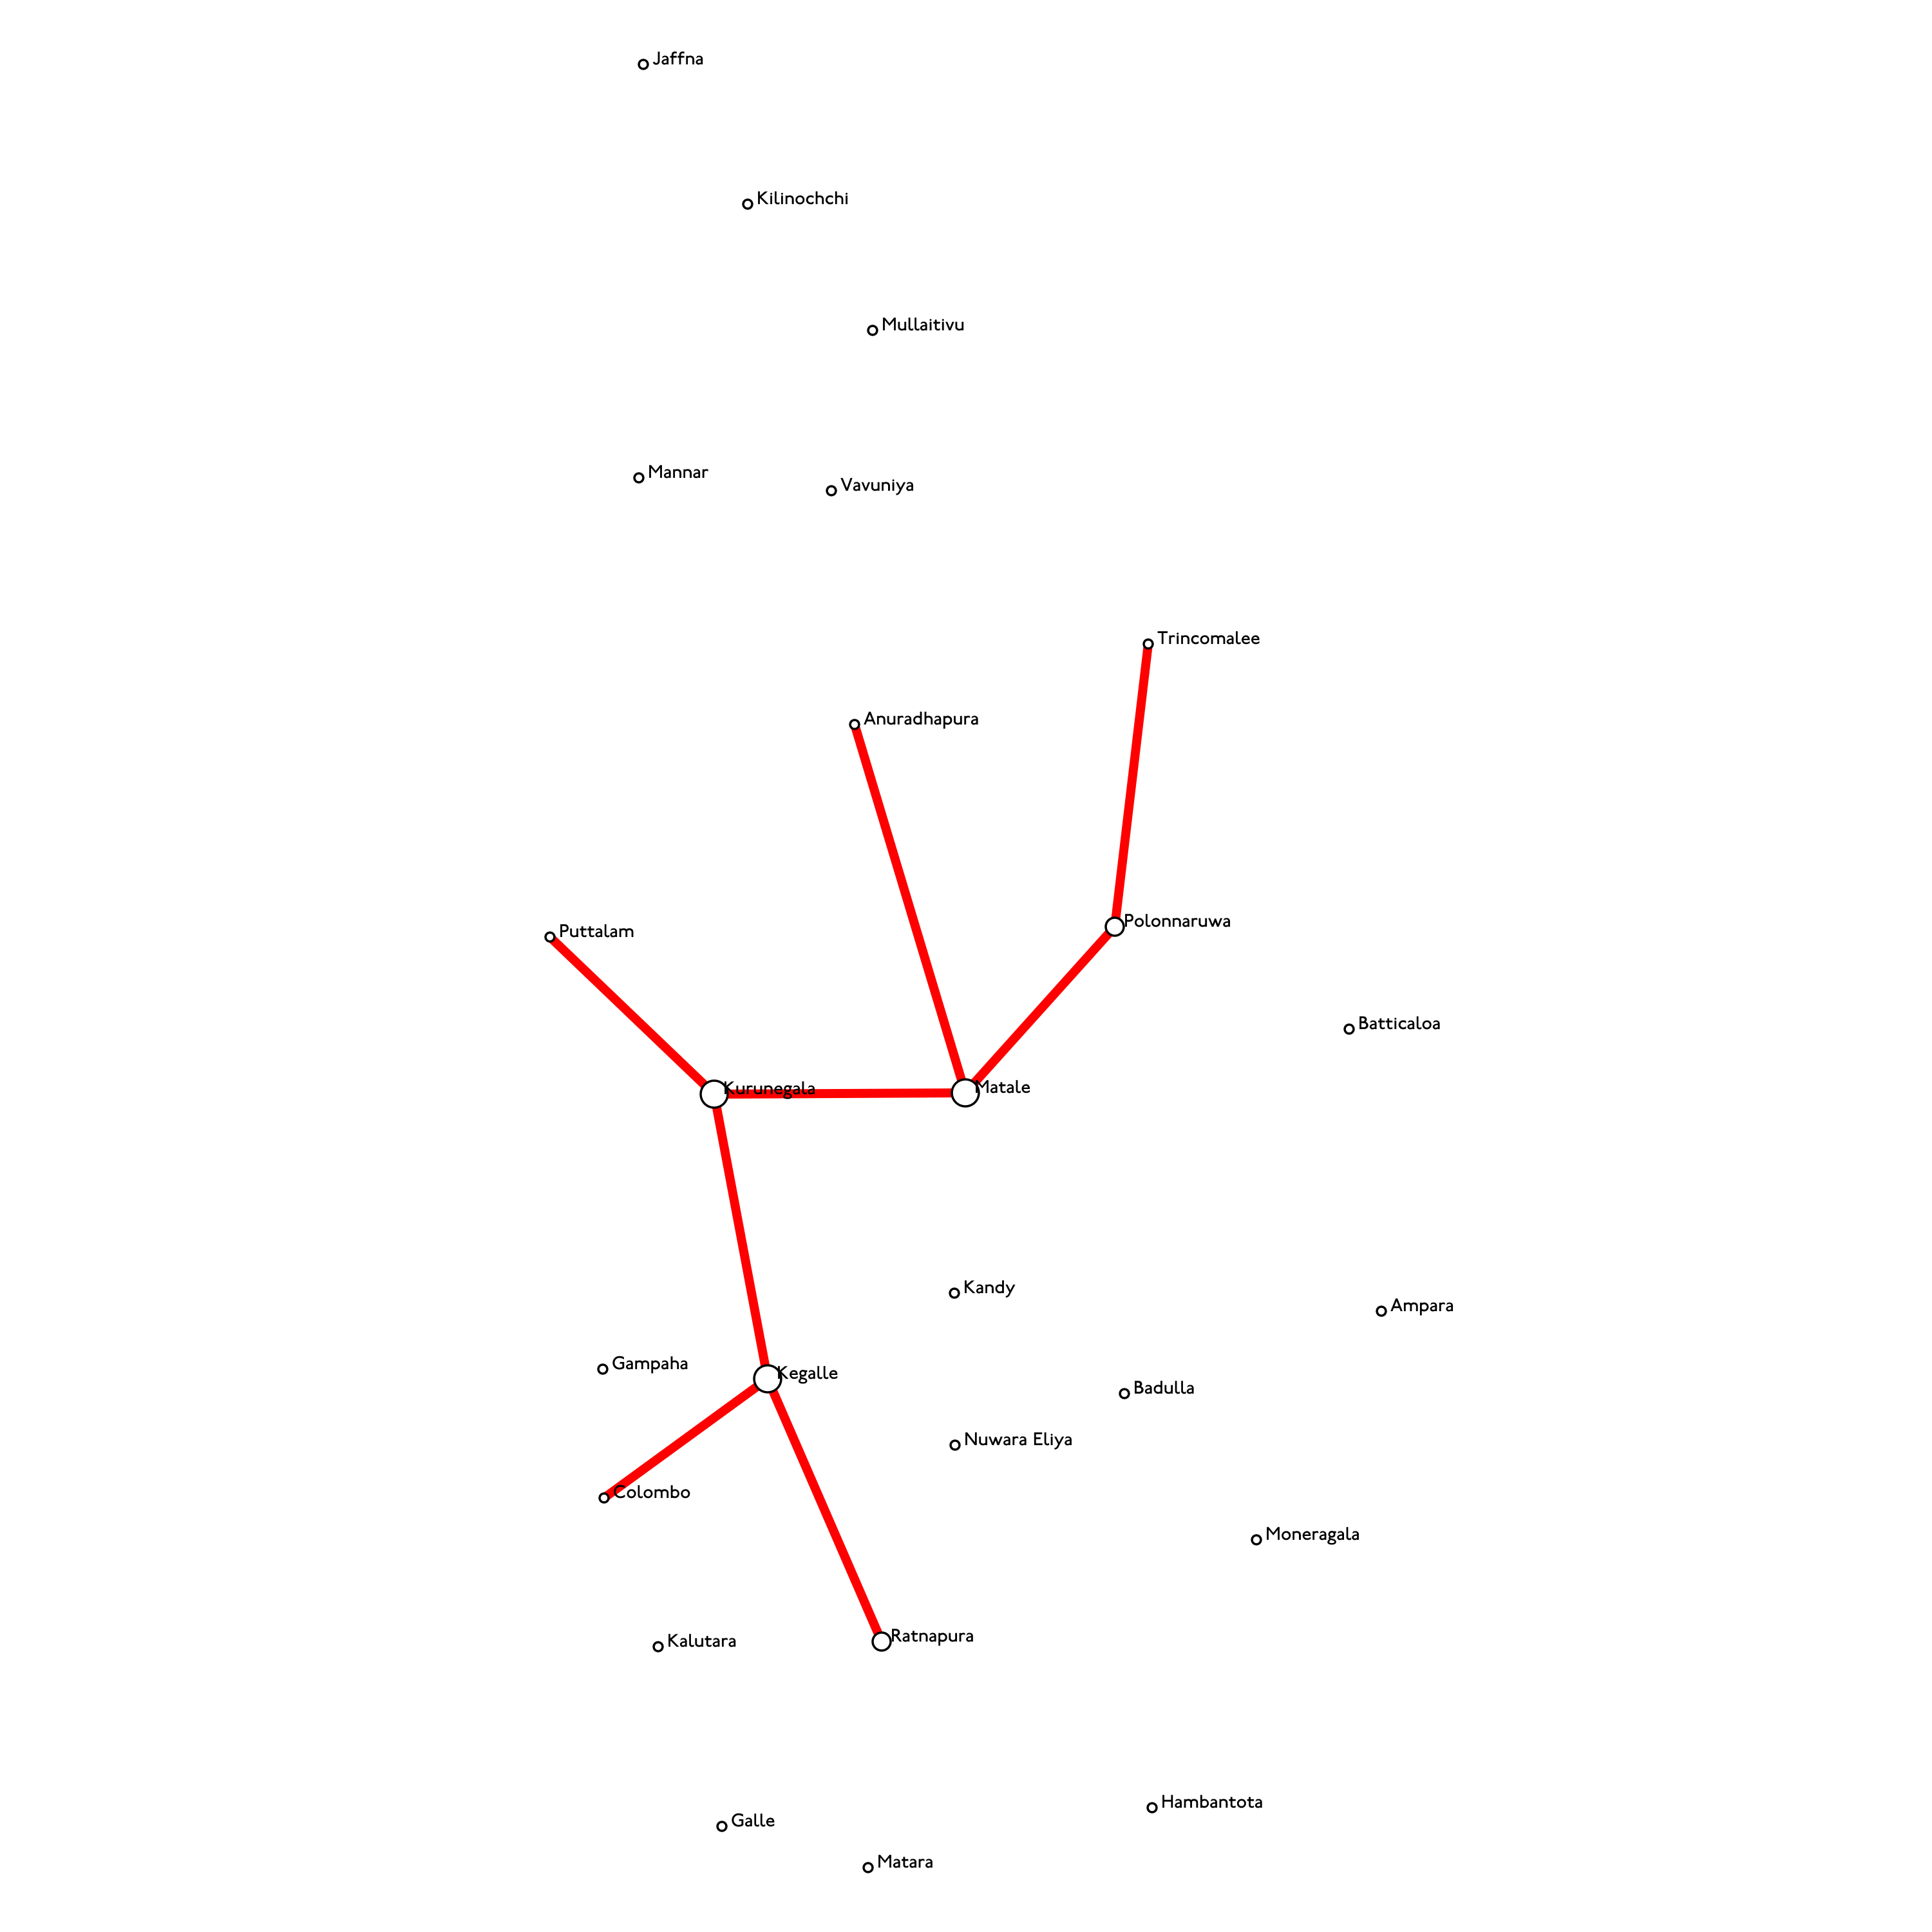 Jaffna
Kilinochchi
Mullaitivu
Mannar
Vavuniya
Trincomalee
Anuradhapura
Polonnaruwa
Puttalam
Batticaloa
Matale
Kurunegala
Kandy
Ampara
Gampaha
Kegalle
Badulla
Nuwara Eliya
Colombo
Moneragala
Ratnapura
Kalutara
Hambantota
Galle
Matara